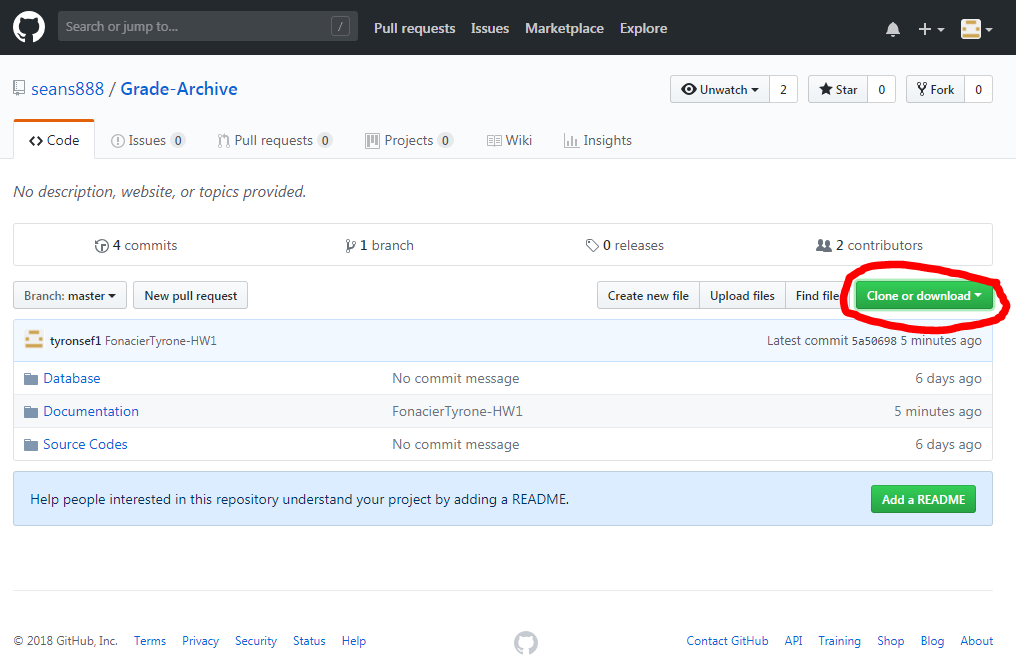 Search or jump to... / Pull requests Issues Marketplace Explore
seans888 / Grade-Archive Unwatch 2 Star 0 Fork 0
Code Issues 0 Pull requests 0 Projects 0 Wiki Insights
No description, website, or topics provided.
4 commits 1 branch 0 releases 2 contributors
Branch: master New pull request Create new file Upload files Find file Clone or download
tyronsef1 FonacierTyrone-HW1 Latest commit 5a50698 5 minutes ago
Database No commit message 6 days ago
Documentation FonacierTyrone-HW1 5 minutes ago
Source Codes No commit message 6 days ago
Help people interested in this repository understand your project by adding a README. Add a README
© 2018 GitHub, Inc. Terms Privacy Security Status Help Contact GitHub API Training Shop Blog About